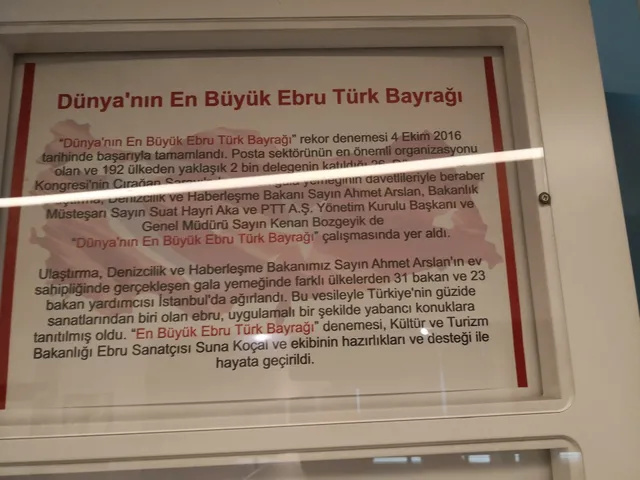 Dünya'nın En Büyük Ebru Türk Bayrağı
“Dünya'nın En Büyük Ebru Türk Bayrağı” rekor denemesi 4 Ekim 2016
tarihinde başarıyla tamamlandı. Posta sektörünün en önemli organizasyonu
olan ve 192 ülkeden yaklaşık 2 bin delegenin katıldığı 26.
Kongresi'nin Çırağan yemeğinin davetlileriyle beraber
Denizcilik ve Haberleşme Bakanı Sayın Ahmet Arslan, Bakanlık
Müsteşarı Sayın Suat Hayri Aka ve PTT A.Ş. Yönetim Kurulu Başkanı ve
Genel Müdürü Sayın Kenan Bozgeyik de
“Dünya'nın En Büyük Ebru Türk Bayrağı” çalışmasında yer aldı.
Ulaştırma, Denizcilik ve Haberleşme Bakanımız Sayın Ahmet Arslan'ın ev
sahipliğinde gerçekleşen gala yemeğinde farklı ülkelerden 31 bakan ve 23
bakan yardımcısı İstanbul'da ağırlandı. Bu vesileyle Türkiye'nin güzide
sanatlarından biri olan ebru, uygulamalı bir şekilde yabancı konuklara
tanıtılmış oldu. “En Büyük Ebru Türk Bayrağı” denemesi, Kültür ve Turizm
Bakanlığı Ebru Sanatçısı Suna Koçal ve ekibinin hazırlıkları ve desteği ile
hayata geçirildi.